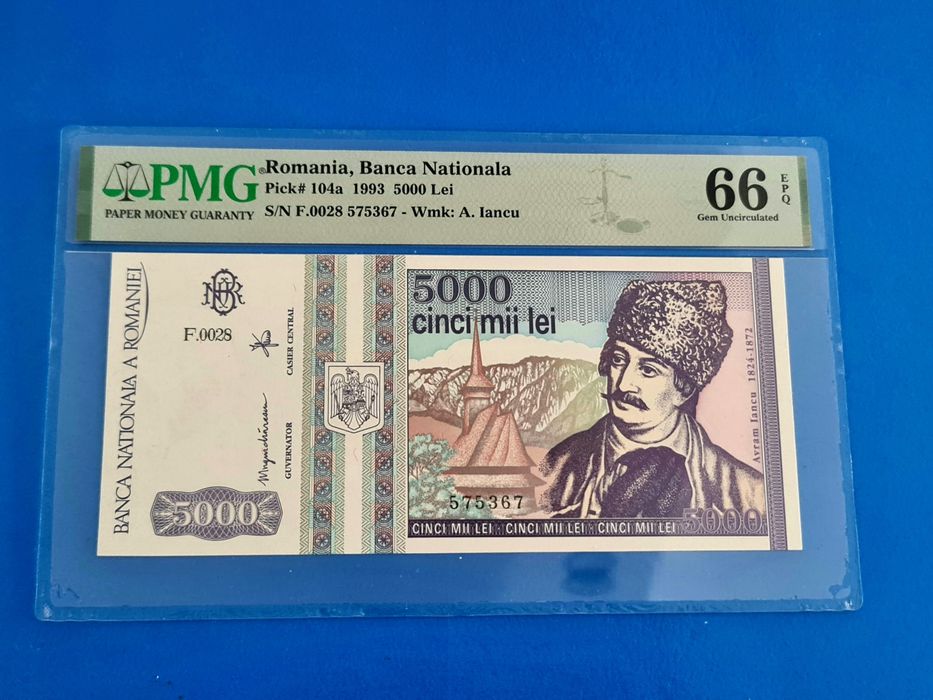 PMG
PAPER MONEY GUARANTY
Romania, Banca Nationala
Pick# 104a 1993 5000 Lei
S/N F.0028 575367 - Wmk: A. Iancu
66 EPQ
Gem Uncirculated
BANCA NATIONALA A ROMANIEI
F.0028
CASIER CENTRAL
GUVERNATOR
5000
5000
cinci mii lei
Avram Iancu 1824-1872
575367
CINCI MII LEI · CINCI MII LEI · CINCI MII LEI
5000